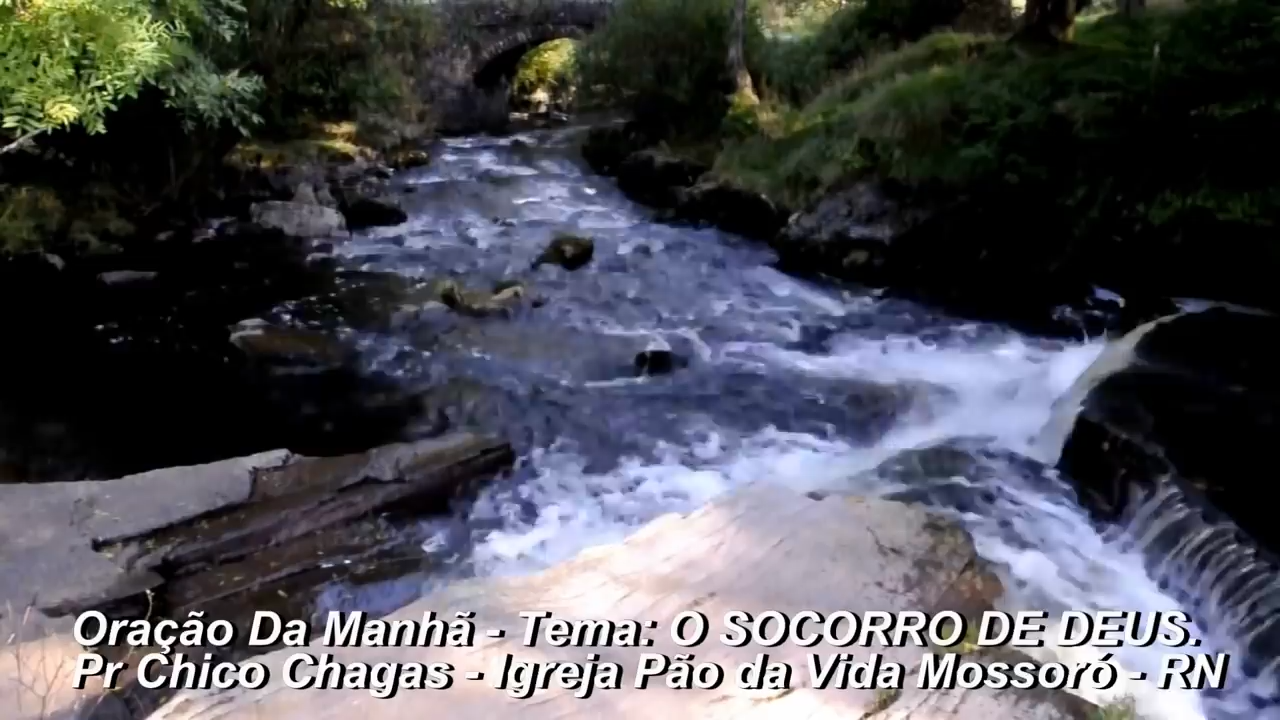 Oração Da Manhã - Tema: O SOCORRO DE DEUS.
Pr Chico Chagas - Igreja Pão da Vida Mossoró - RN